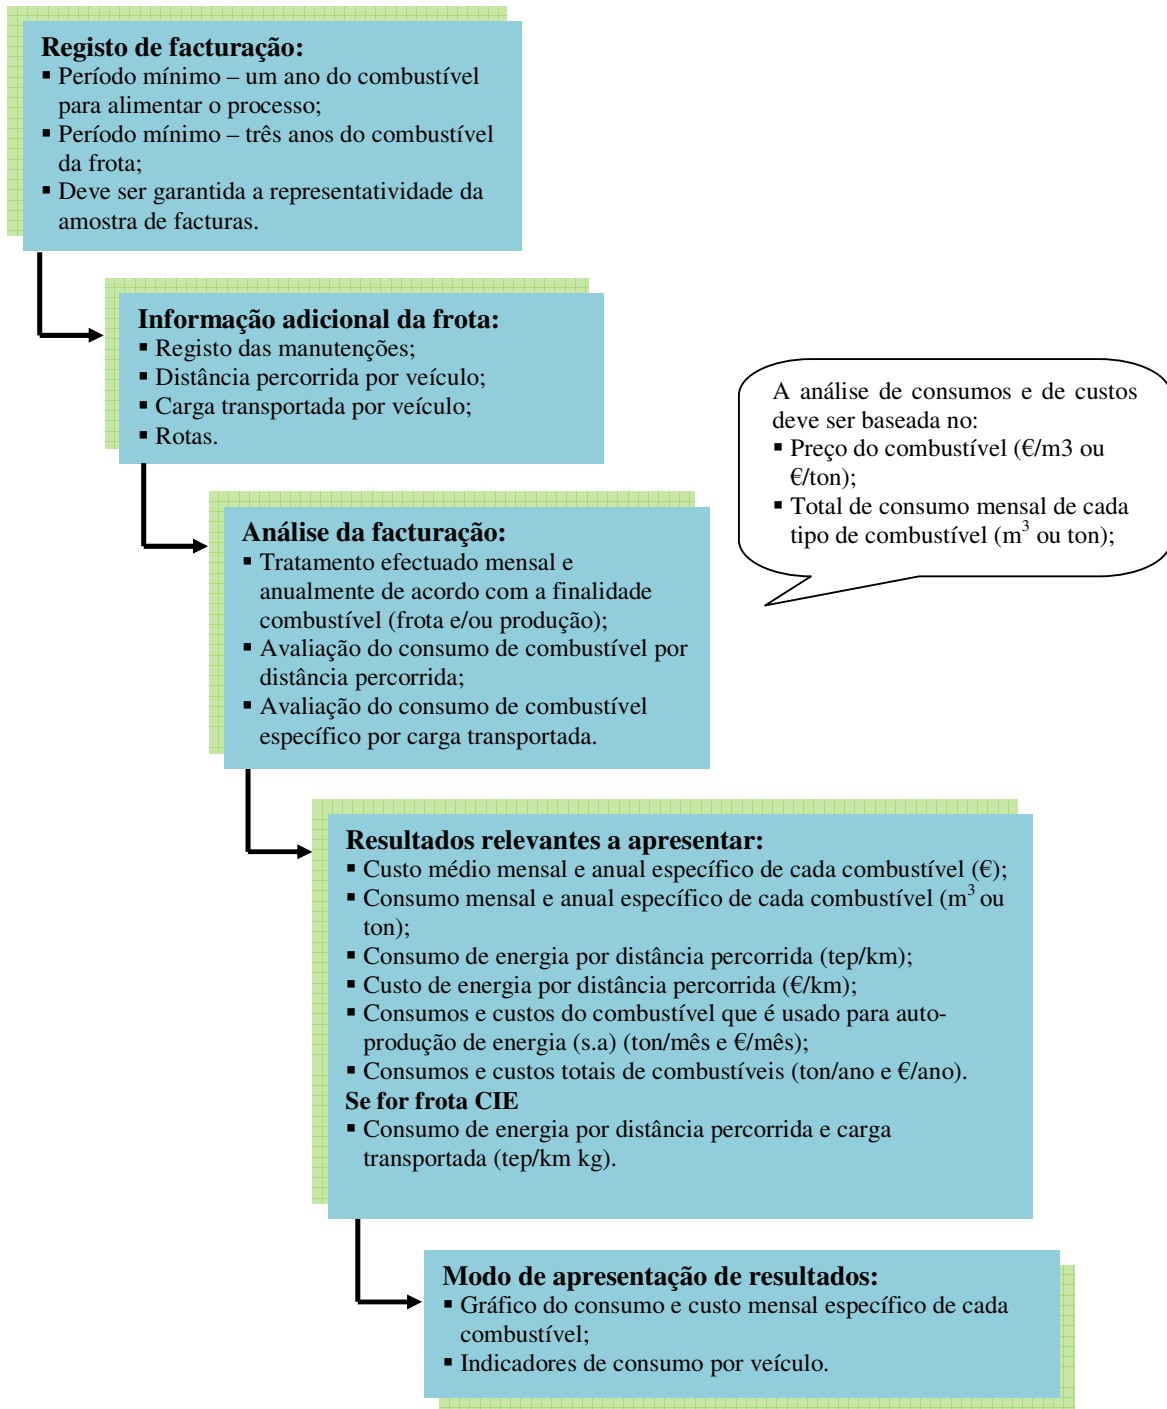 Registo de facturação:
▪ Período mínimo – um ano do combustível
para alimentar o processo;
▪ Período mínimo – três anos do combustível
da frota;
▪ Deve ser garantida a representatividade da
amostra de facturas.
Informação adicional da frota:
▪ Registo das manutenções;
▪ Distância percorrida por veículo;
▪ Carga transportada por veículo;
▪ Rotas.
A análise de consumos e de custos
deve ser baseada no:
▪ Preço do combustível (€/m3 ou
€/ton);
▪ Total de consumo mensal de cada
tipo de combustível (m³ ou ton);
Análise da facturação:
▪ Tratamento efectuado mensal e
anualmente de acordo com a finalidade
combustível (frota e/ou produção);
▪ Avaliação do consumo de combustível por
distância percorrida;
▪ Avaliação do consumo de combustível
específico por carga transportada.
Resultados relevantes a apresentar:
▪ Custo médio mensal e anual específico de cada combustível (€);
▪ Consumo mensal e anual específico de cada combustível (m³ ou
ton);
▪ Consumo de energia por distância percorrida (tep/km);
▪ Custo de energia por distância percorrida (€/km);
▪ Consumos e custos do combustível que é usado para auto-
produção de energia (s.a) (ton/mês e €/mês);
▪ Consumos e custos totais de combustíveis (ton/ano e €/ano).
Se for frota CIE
▪ Consumo de energia por distância percorrida e carga
transportada (tep/km kg).
Modo de apresentação de resultados:
▪ Gráfico do consumo e custo mensal específico de cada
combustível;
▪ Indicadores de consumo por veículo.